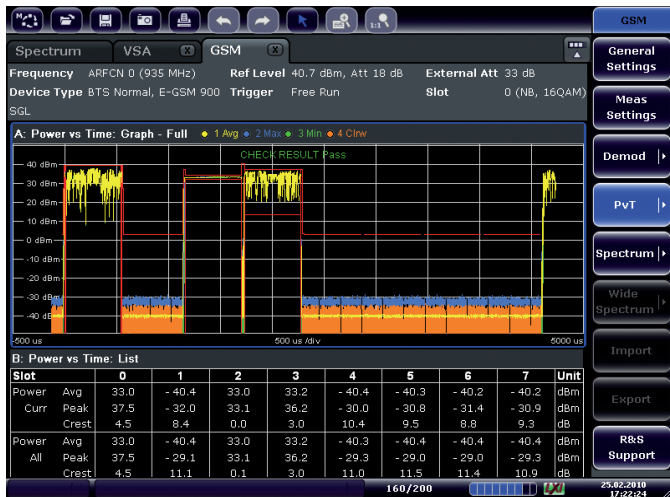 GSM
1:1
Spectrum VSA GSM
Frequency ARFCN 0 (935 MHz) Ref Level 40.7 dBm, Att 18 dB External Att 33 dB
Device Type BTS Normal, E-GSM 900 Trigger Free Run Slot 0 (NB, 16QAM)
SGL
A: Power vs Time: Graph - Full 1 Avg 2 Max 3 Min 4 Clrw
CHECK RESULT Pass
40 dBm
30 dBm
20 dBm
10 dBm
0 dBm
-10 dBm
-20 dBm
-30 dBm
-40 dBm
-500 us 500 us/div 5000 us
B: Power vs Time: List
Slot 0 1 2 3 4 5 6 7 Unit
Power Avg 33.0 - 40.4 33.0 33.2 - 40.4 - 40.3 - 40.2 - 40.2 dBm
Curr Peak 37.5 - 32.0 33.1 36.2 - 30.0 - 30.8 - 31.4 - 30.9 dBm
Crest 4.5 8.4 0.0 3.0 10.4 9.5 8.8 9.3 dB
Power Avg 33.0 - 40.4 33.0 33.2 - 40.3 - 40.4 - 40.4 - 40.2 dBm
All Peak 37.5 - 29.1 33.1 36.2 - 29.3 - 29.0 - 29.0 - 29.3 dBm
Crest 4.5 11.1 0.1 3.0 11.0 11.5 11.4 10.9 dB
160/200
General
Settings
Meas
Settings
Demod
PvT
Spectrum
Wide
Spectrum
Import
Export
R&S
Support
25.02.2010
17:22:24